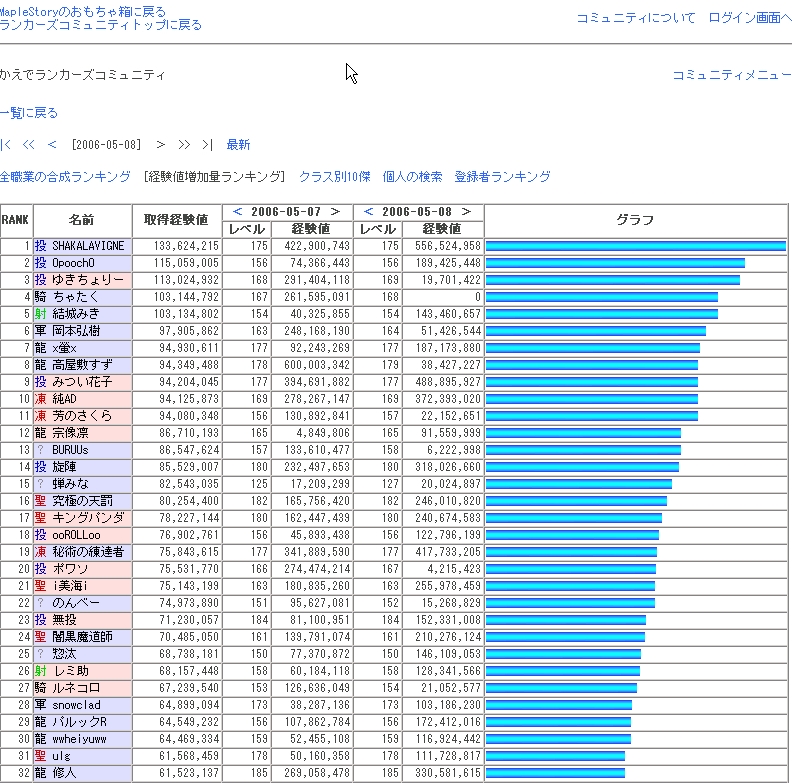 MapleStoryのおもちゃ箱に戻る
ランカーズコミュニティトップに戻る
コミュニティについて ログイン画面へ
かえでランカーズコミュニティ
コミュニティメニュー
一覧に戻る
|< << < [2006-05-08] > >> >| 最新
全職業の合成ランキング [経験値増加量ランキング] クラス別10傑 個人の検索 登録者ランキング
RANK 名前 取得経験値 < 2006-05-07 > < 2006-05-08 > グラフ
レベル 経験値 レベル 経験値
1 投 SHAKALAVIGNE 133,624,215 175 422,900,743 175 556,524,958
2 投 OpoochO 115,059,005 156 74,366,443 156 189,425,448
3 投 ゆきちょりー 113,024,932 168 291,404,118 169 19,701,422
4 騎 ちゃたく 103,144,792 167 261,595,091 168 0
5 射 結城みき 103,134,802 154 40,325,855 154 143,460,657
6 軍 岡本弘樹 97,905,862 163 248,168,190 164 51,426,544
7 龍 x螢x 94,930,611 177 92,243,269 177 187,173,880
8 龍 高屋敷すず 94,349,488 178 600,003,342 179 38,427,227
9 投 みつい花子 94,204,045 177 394,691,882 177 488,895,927
10 凍 純AD 94,125,873 169 278,267,147 169 372,393,020
11 凍 芳のさくら 94,080,348 156 130,892,841 157 22,152,651
12 龍 宗像凛 86,710,193 165 4,849,806 165 91,559,999
13 ? BURUUs 86,547,624 157 133,610,477 158 6,222,998
14 投 旋陣 85,529,007 180 232,497,653 180 318,026,660
15 ? 蝉みな 82,543,035 125 17,209,299 127 20,024,897
16 聖 究極の天罰 80,254,400 182 165,756,420 182 246,010,820
17 聖 キングパンダ 78,227,144 180 162,447,439 180 240,674,583
18 投 ooROLLoo 76,902,761 156 45,893,438 156 122,796,199
19 凍 秘術の練達者 75,843,615 177 341,889,590 177 417,733,205
20 投 ポワソ 75,531,770 166 274,474,214 167 4,215,423
21 聖 i美海i 75,143,199 163 180,835,260 163 255,978,459
22 ? のんべー 74,973,890 151 95,627,081 152 15,268,829
23 投 無投 71,230,057 184 81,100,951 184 152,331,008
24 聖 闇黒魔道師 70,485,050 161 139,791,074 161 210,276,124
25 ? 惣汰 68,738,181 150 77,370,872 150 146,109,053
26 射 レミ助 68,157,448 158 60,184,118 158 128,341,566
27 騎 ルネコロ 67,239,540 153 126,636,049 154 21,052,577
28 軍 snowclad 64,899,094 173 38,287,136 173 103,186,230
29 龍 バルックR 64,549,232 156 107,862,784 156 172,412,016
30 龍 wwheiyuww 64,469,334 159 52,455,108 159 116,924,442
31 聖 ulg 61,568,459 178 50,160,358 178 111,728,817
32 龍 修人 61,523,137 185 269,058,478 185 330,581,615